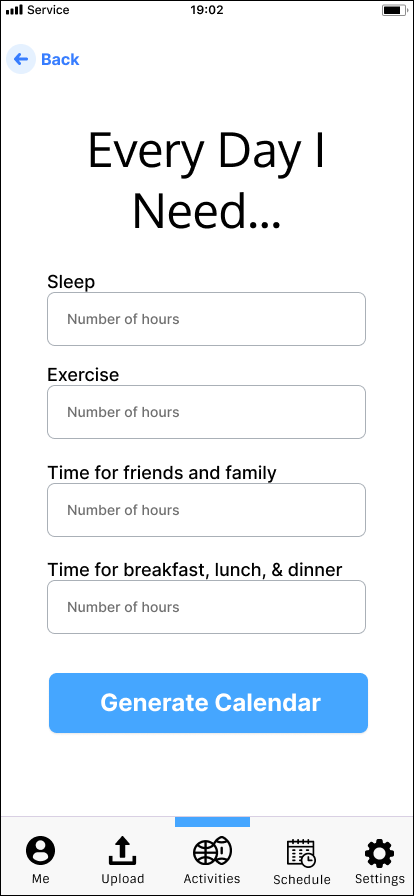 Service
19:02
Back
Every Day I
Need...
Sleep
Number of hours
Exercise
Number of hours
Time for friends and family
Number of hours
Time for breakfast, lunch, & dinner
Number of hours
Generate Calendar
Me
Upload
Activities
Schedule
Settings